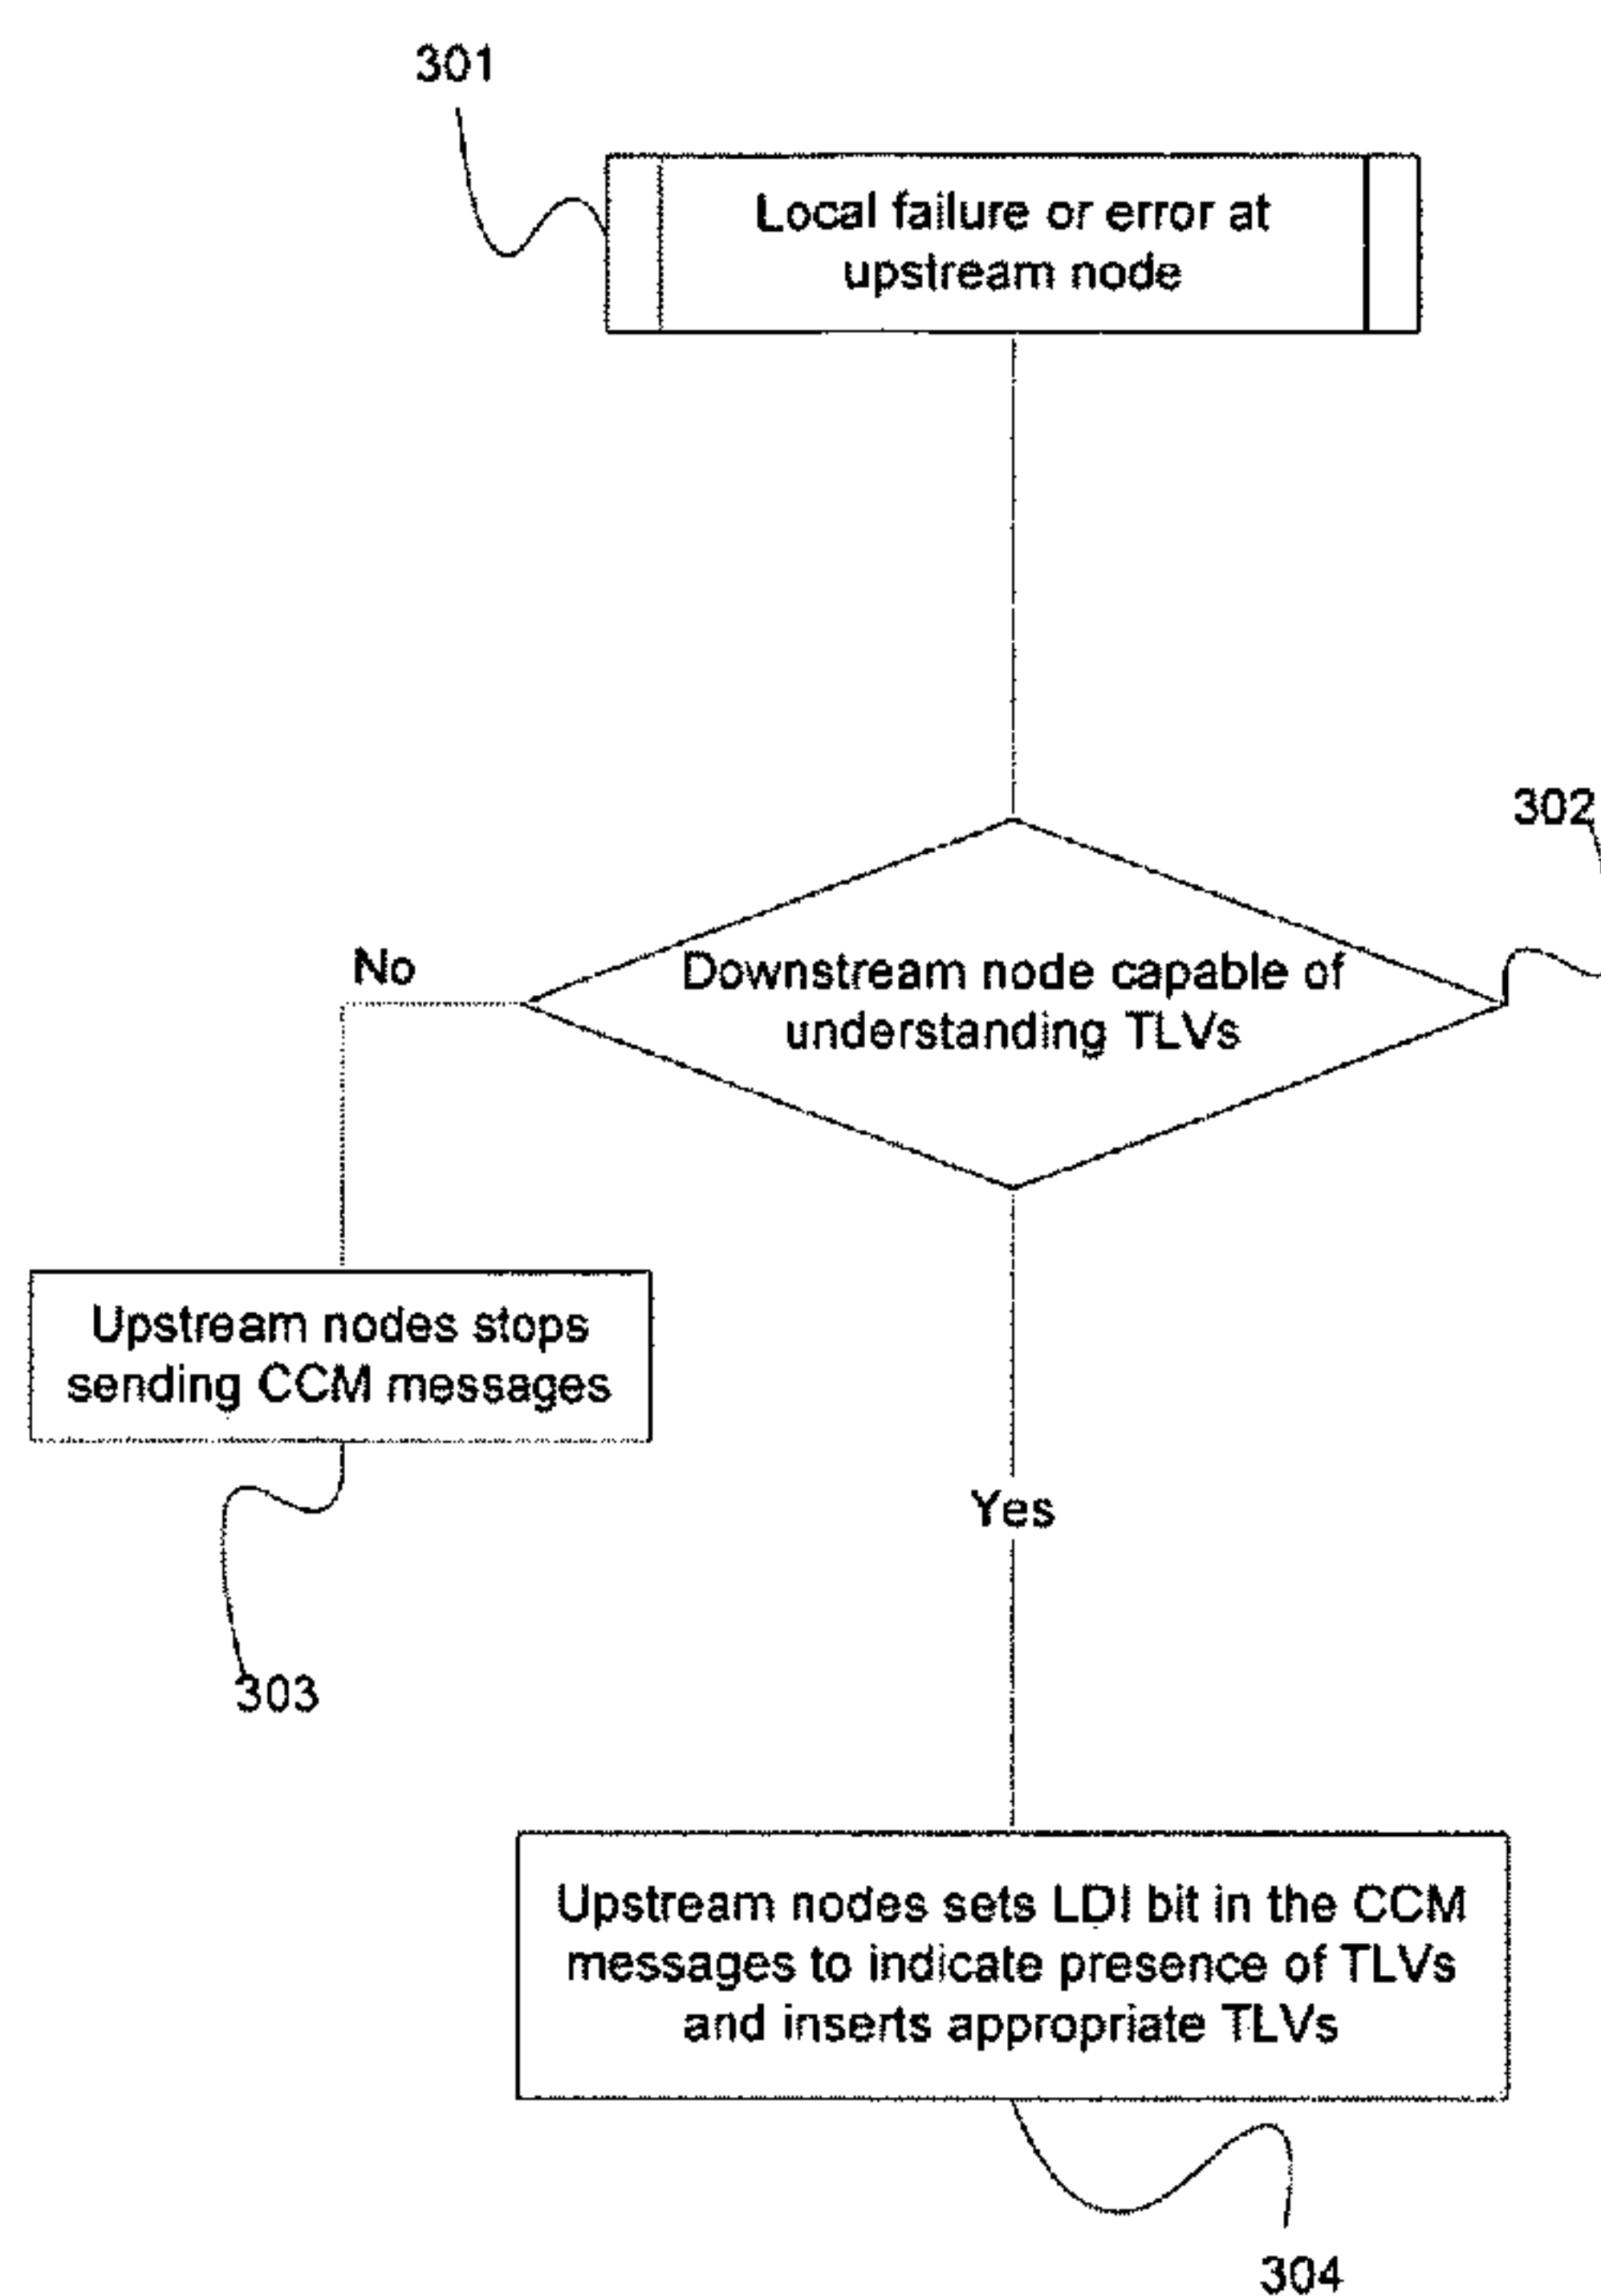 301
Local failure or error at
upstream node
302
No
Downstream node capable of
understanding TLVs
Upstream nodes stops
sending CCM messages
Yes
303
Upstream nodes sets LDI bit in the CCM
messages to indicate presence of TLVs
and inserts appropriate TLVs
304